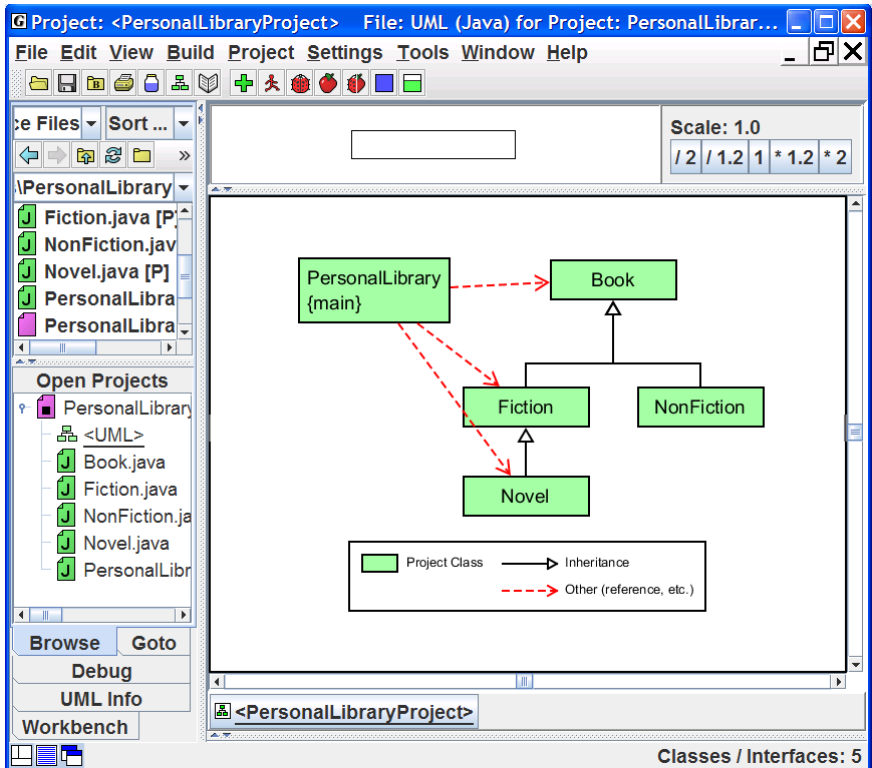 Project: <PersonalLibraryProject> File: UML (Java) for Project: PersonalLibrar...
File Edit View Build Project Settings Tools Window Help
:e Files Sort ...
Scale: 1.0
/ 2 / 1.2 1 * 1.2 * 2
»
:\PersonalLibrary
Fiction.java [P]
NonFiction.jav
Novel.java [P]
PersonalLibra
PersonalLibra
Open Projects
PersonalLibrary
<UML>
Book.java
Fiction.java
NonFiction.ja
Novel.java
PersonalLibr
Browse Goto
Debug
UML Info
Workbench
PersonalLibrary
{main}
Book
Fiction
NonFiction
Novel
Project Class Inheritance
Other (reference, etc.)
<PersonalLibraryProject>
Classes / Interfaces: 5